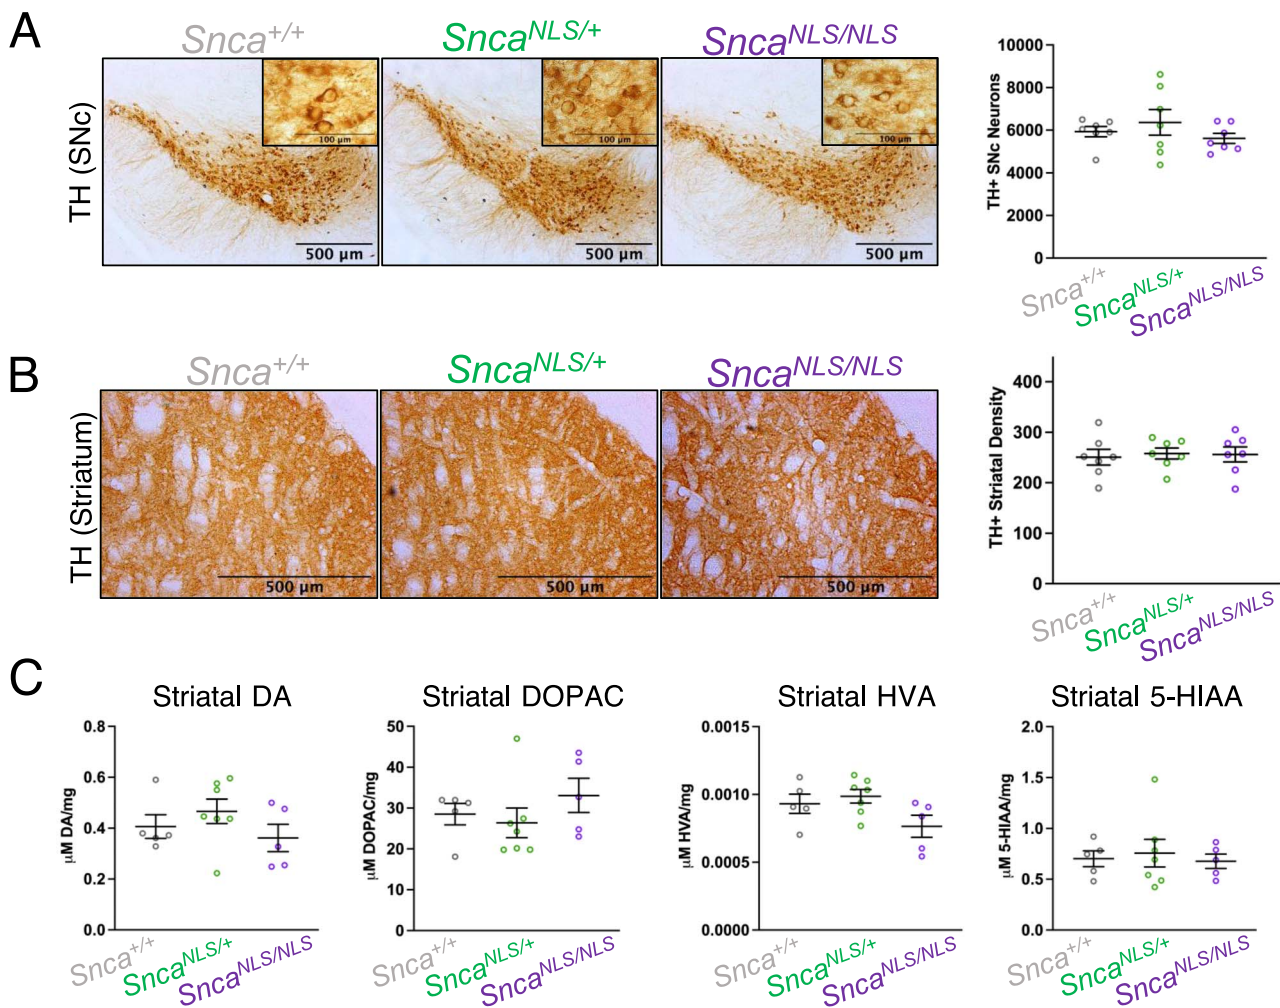 A
Snca+/+ SncaNLS/+ SncaNLS/NLS
TH (SNc)
100 µm 100 µm 100 µm
500 µm 500 µm 500 µm
TH+ SNc Neurons
10000
8000
6000
4000
2000
0
Snca+/+ SncaNLS/+ SncaNLS/NLS
B
Snca+/+ SncaNLS/+ SncaNLS/NLS
TH (Striatum)
500 µm 500 µm 500 µm
TH+ Striatal Density
400
300
200
100
0
Snca+/+ SncaNLS/+ SncaNLS/NLS
C
Striatal DA
µM DA/mg
0.8
0.6
0.4
0.2
0.0
Snca+/+ SncaNLS/+ SncaNLS/NLS
Striatal DOPAC
µM DOPAC/mg
50
40
30
20
10
0
Snca+/+ SncaNLS/+ SncaNLS/NLS
Striatal HVA
µM HVA/mg
0.0015
0.0010
0.0005
0.0000
Snca+/+ SncaNLS/+ SncaNLS/NLS
Striatal 5-HIAA
µM 5-HIAA/mg
2.0
1.5
1.0
0.5
0.0
Snca+/+ SncaNLS/+ SncaNLS/NLS